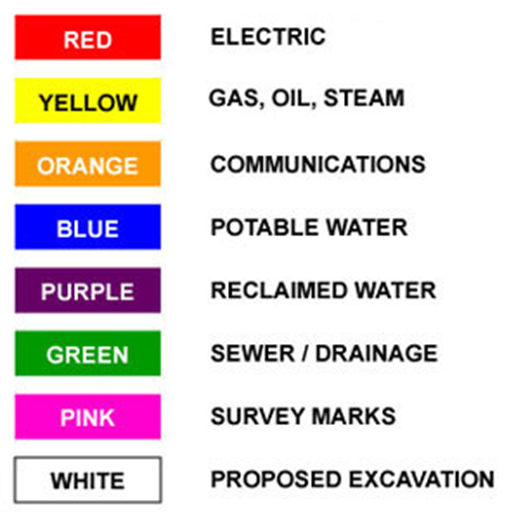 RED ELECTRIC
YELLOW GAS, OIL, STEAM
ORANGE COMMUNICATIONS
BLUE POTABLE WATER
PURPLE RECLAIMED WATER
GREEN SEWER / DRAINAGE
PINK SURVEY MARKS
WHITE PROPOSED EXCAVATION